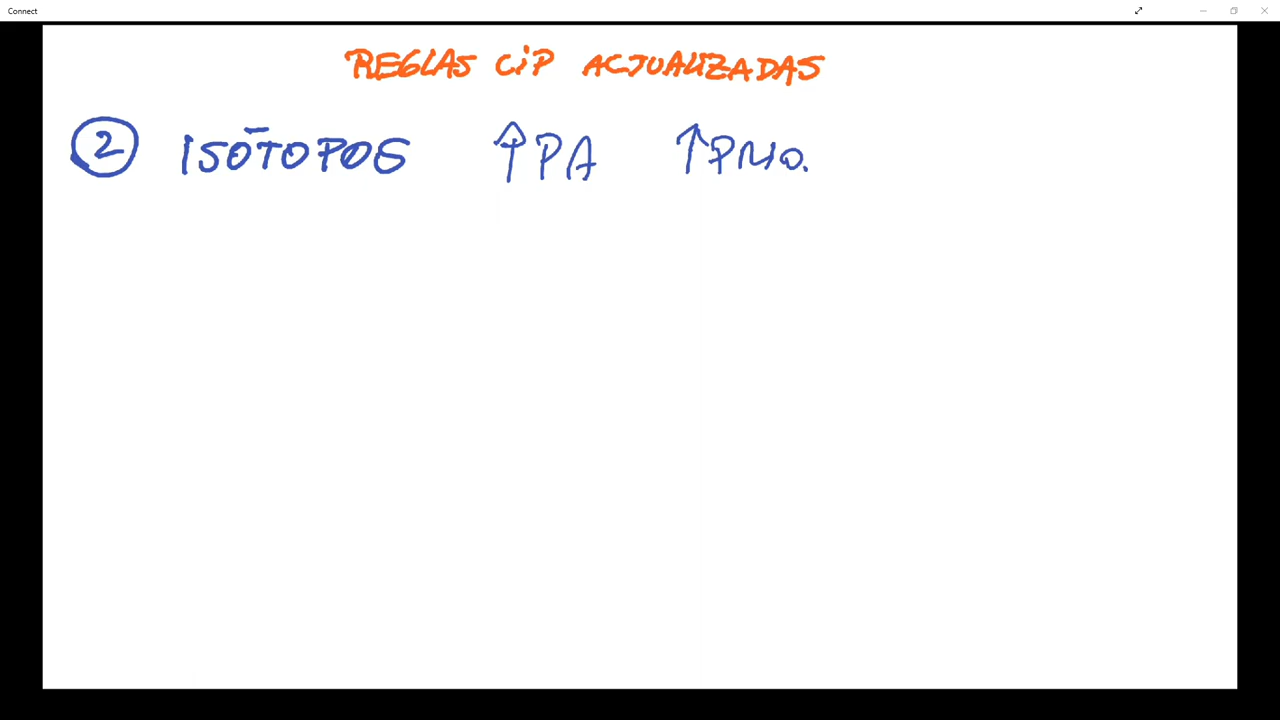 Connect
REGLAS CIP ACTUALIZADAS
2 ISÓTOPOS ↑PA ↑PRIO.